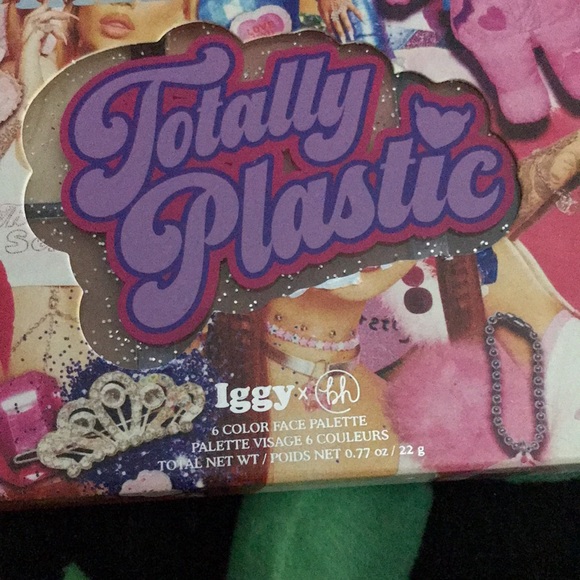 Totally
Plastic
Iggy x bh
6 COLOR FACE PALETTE
PALETTE VISAGE 6 COULEURS
TOTAL NET WT / POIDS NET 0.77 oz / 22 g